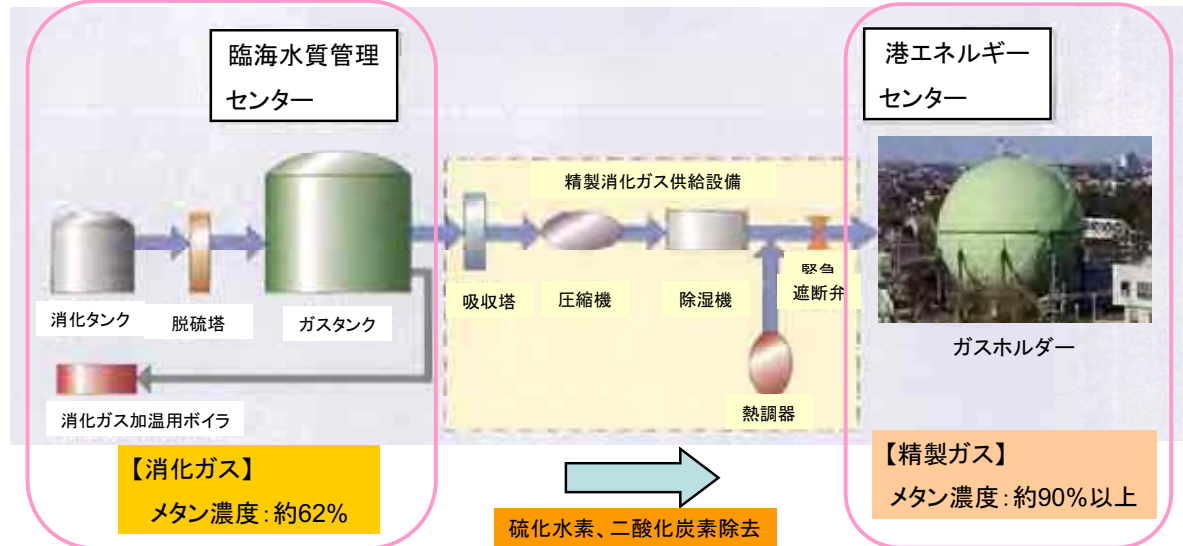 臨海水質管理
センター
港エネルギー
センター
精製消化ガス供給設備
消化タンク
脱硫塔
ガスタンク
吸収塔
圧縮機
除湿機
緊急
遮断弁
ガスホルダー
消化ガス加温用ボイラ
熱調器
【消化ガス】
メタン濃度：約62%
硫化水素、二酸化炭素除去
【精製ガス】
メタン濃度：約90%以上